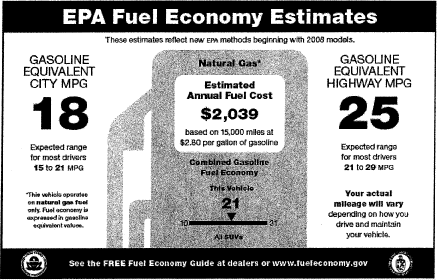 EPA Fuel Economy Estimates
These estimates reflect new EPA methods beginning with 2008 models.
GASOLINE
EQUIVALENT
CITY MPG
18
Expected range
for most drivers
15 to 21 MPG
*This vehicle operates
on natural gas fuel
only. Fuel economy is
expressed in gasoline
equivalent values.
Natural Gas*
Estimated
Annual Fuel Cost
$2,039
based on 15,000 miles at
$2.80 per gallon of gasoline
Combined Gasoline
Fuel Economy
This Vehicle
21
10 31
All SUVs
GASOLINE
EQUIVALENT
HIGHWAY MPG
25
Expected range
for most drivers
21 to 29 MPG
Your actual
mileage will vary
depending on how you
drive and maintain
your vehicle.
See the FREE Fuel Economy Guide at dealers or www.fueleconomy.gov